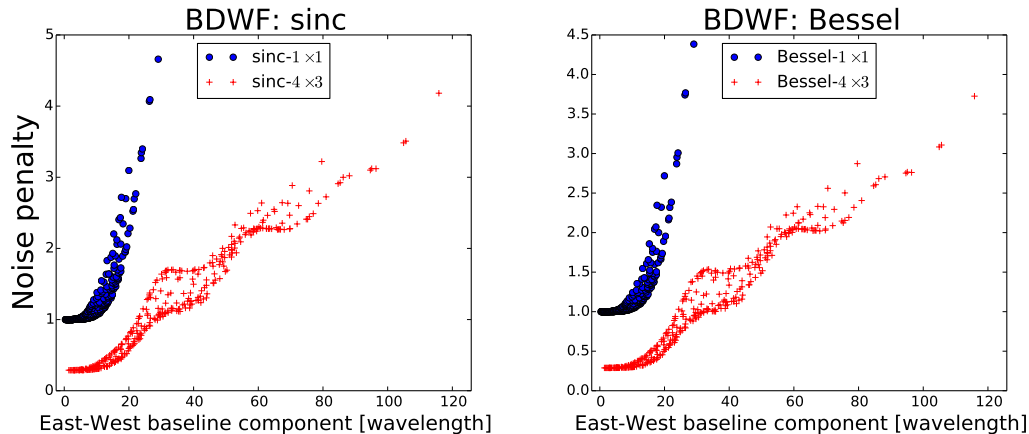 BDWF: sinc
Noise penalty
5
4
3
2
1
0
sinc-1×1
sinc-4×3
0 20 40 60 80 100 120
East-West baseline component [wavelength]
BDWF: Bessel
4.5
4.0
3.5
3.0
2.5
2.0
1.5
1.0
0.5
0.0
Bessel-1×1
Bessel-4×3
0 20 40 60 80 100 120
East-West baseline component [wavelength]